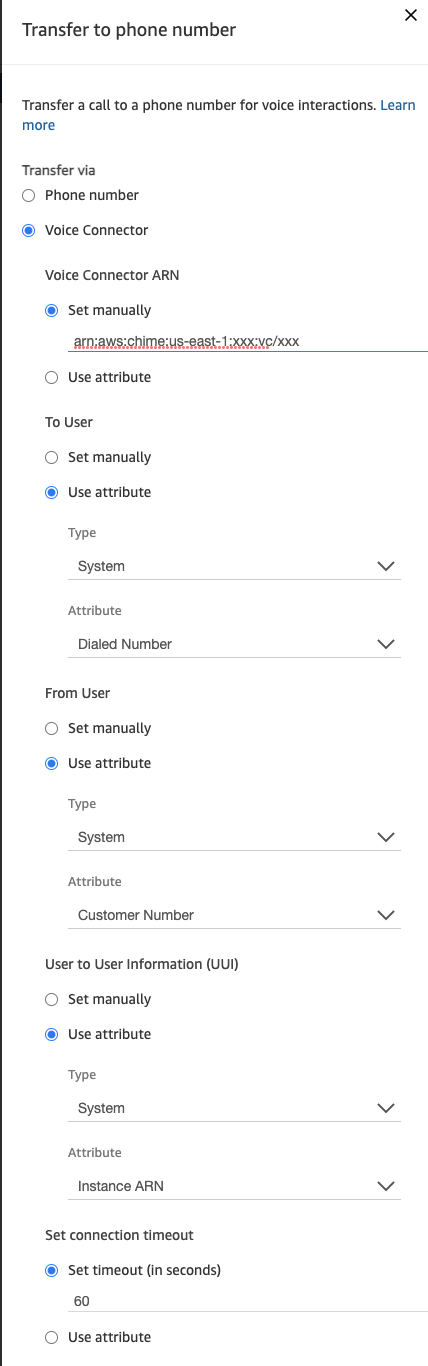 Transfer to phone number
Transfer a call to a phone number for voice interactions. Learn
more
Transfer via
Phone number
Voice Connector
Voice Connector ARN
Set manually
arn:aws:chime:us-east-1:xxx:vc/xxx
Use attribute
To User
Set manually
Use attribute
Type
System
Attribute
Dialed Number
From User
Set manually
Use attribute
Type
System
Attribute
Customer Number
User to User Information (UUI)
Set manually
Use attribute
Type
System
Attribute
Instance ARN
Set connection timeout
Set timeout (in seconds)
60
Use attribute